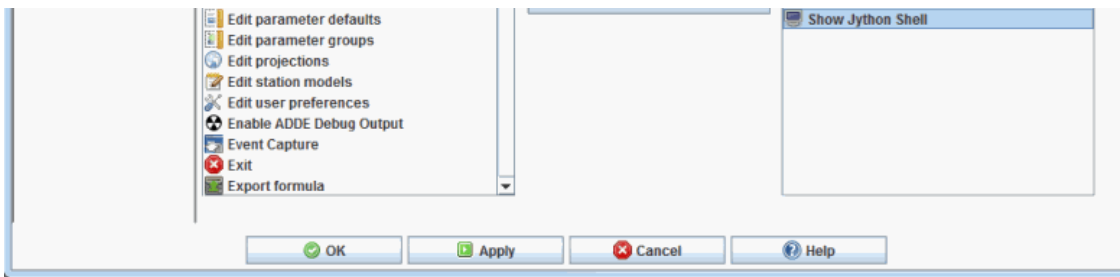 Edit parameter defaults
Edit parameter groups
Edit projections
Edit station models
Edit user preferences
Enable ADDE Debug Output
Event Capture
Exit
Export formula
Show Jython Shell
OK
Apply
Cancel
Help